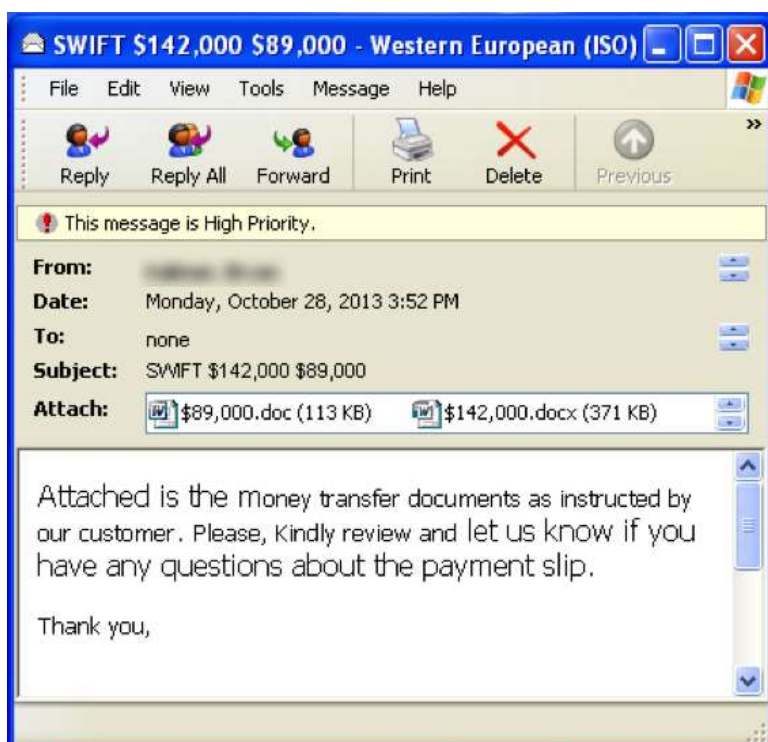 SWIFT $142,000 $89,000 - Western European (ISO)
File Edit View Tools Message Help
Reply Reply All Forward Print Delete Previous
This message is High Priority.
From:
Date: Monday, October 28, 2013 3:52 PM
To: none
Subject: SWIFT $142,000 $89,000
Attach: $89,000.doc (113 KB) $142,000.docx (371 KB)
Attached is the money transfer documents as instructed by
our customer. Please, Kindly review and let us know if you
have any questions about the payment slip.
Thank you,